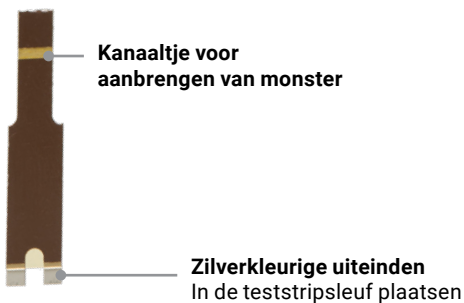 Kanaaltje voor
aanbrengen van monster
Zilverkleurige uiteinden
In de teststripsleuf plaatsen